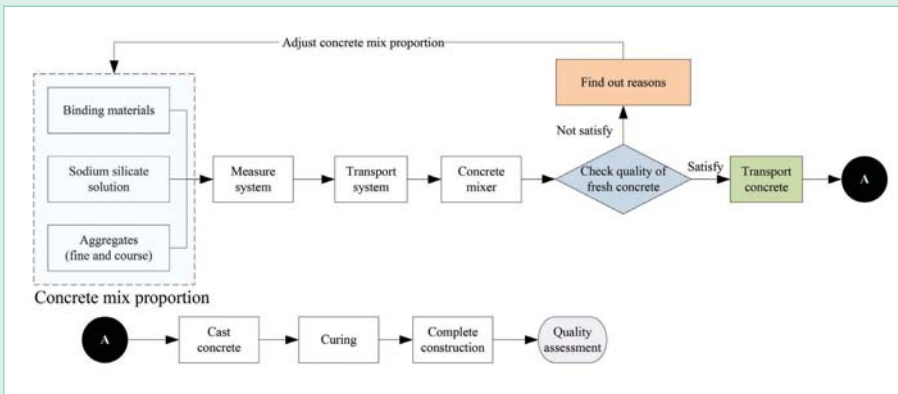 Adjust concrete mix proportion
Find out reasons
Binding materials
Not satisfy
Sodium silicate
solution
Measure
system
Transport
system
Concrete
mixer
Check quality of
fresh concrete
Satisfy
Transport
concrete
A
Aggregates
(fine and course)
Concrete mix proportion
A
Cast
concrete
Curing
Complete
construction
Quality
assessment